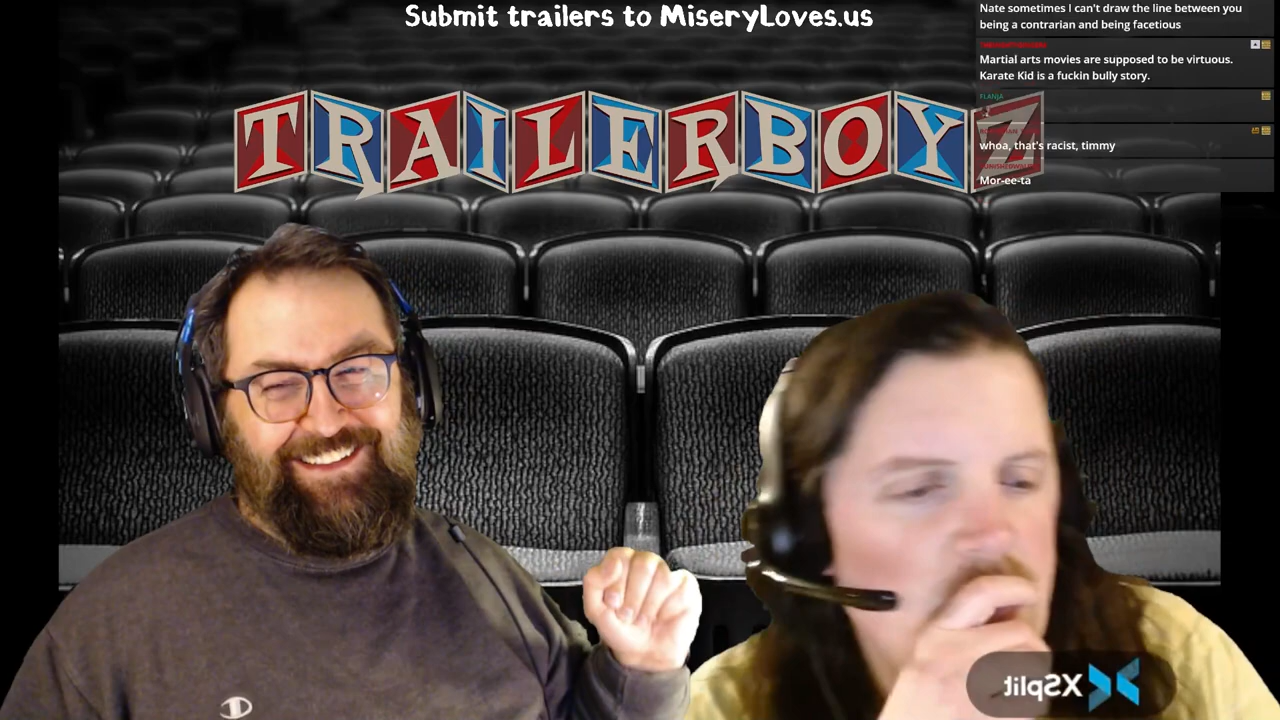 Submit trailers to MiseryLoves.us
Nate sometimes I can't draw the line between you
being a contrarian and being facetious
Martial arts movies are supposed to be virtuous.
Karate Kid is a fuckin bully story.
FLANJA
whoa, that's racist, timmy
Mor-ee-ta
TRAILERBOYZ
XSplit